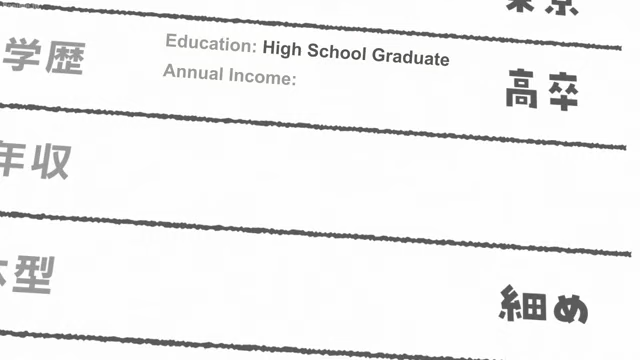 東京
学歴 高卒
Education: High School Graduate
Annual Income:
年収
体型 細め